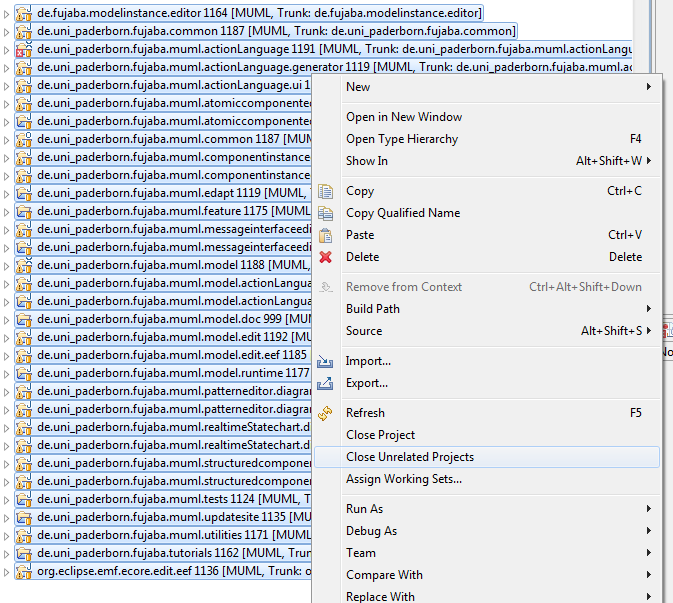 de.fujaba.modelinstance.editor 1164 [MUML, Trunk: de.fujaba.modelinstance.editor]
de.uni_paderborn.fujaba.common 1187 [MUML, Trunk: de.uni_paderborn.fujaba.common]
de.uni_paderborn.fujaba.muml.actionLanguage 1191 [MUML, Trunk: de.uni_paderborn.fujaba.muml.actionLangu
de.uni_paderborn.fujaba.muml.actionLanguage.generator 1119 [MUML, Trunk: de.uni_paderborn.fujaba.muml.ac
de.uni_paderborn.fujaba.muml.actionLanguage.ui 1
de.uni_paderborn.fujaba.muml.atomiccomponented
de.uni_paderborn.fujaba.muml.atomiccomponented
de.uni_paderborn.fujaba.muml.common 1187 [MUM
de.uni_paderborn.fujaba.muml.componentinstance
de.uni_paderborn.fujaba.muml.componentinstance
de.uni_paderborn.fujaba.muml.edapt 1119 [MUML,
de.uni_paderborn.fujaba.muml.feature 1175 [MUML
de.uni_paderborn.fujaba.muml.messageinterfaceedi
de.uni_paderborn.fujaba.muml.messageinterfaceedi
de.uni_paderborn.fujaba.muml.model 1188 [MUML,
de.uni_paderborn.fujaba.muml.model.actionLangua
de.uni_paderborn.fujaba.muml.model.actionLangua
de.uni_paderborn.fujaba.muml.model.doc 999 [MUM
de.uni_paderborn.fujaba.muml.model.edit 1192 [MU
de.uni_paderborn.fujaba.muml.model.edit.eef 1185 [
de.uni_paderborn.fujaba.muml.model.runtime 1177
de.uni_paderborn.fujaba.muml.patterneditor.diagran
de.uni_paderborn.fujaba.muml.patterneditor.diagran
de.uni_paderborn.fujaba.muml.realtimeStatechart.d
de.uni_paderborn.fujaba.muml.realtimeStatechart.d
de.uni_paderborn.fujaba.muml.structuredcomponer
de.uni_paderborn.fujaba.muml.structuredcomponer
de.uni_paderborn.fujaba.muml.tests 1124 [MUML, T
de.uni_paderborn.fujaba.muml.updatesite 1135 [MU
de.uni_paderborn.fujaba.muml.utilities 1171 [MUML
de.uni_paderborn.fujaba.tutorials 1162 [MUML, Trun
org.eclipse.emf.ecore.edit.eef 1136 [MUML, Trunk: o
New
Open in New Window
Open Type Hierarchy F4
Show In Alt+Shift+W
Copy Ctrl+C
Copy Qualified Name
Paste Ctrl+V
Delete Delete
Remove from Context Ctrl+Alt+Shift+Down
Build Path
Source Alt+Shift+S
Import...
Export...
Refresh F5
Close Project
Close Unrelated Projects
Assign Working Sets...
Run As
Debug As
Team
Compare With
Replace With
No